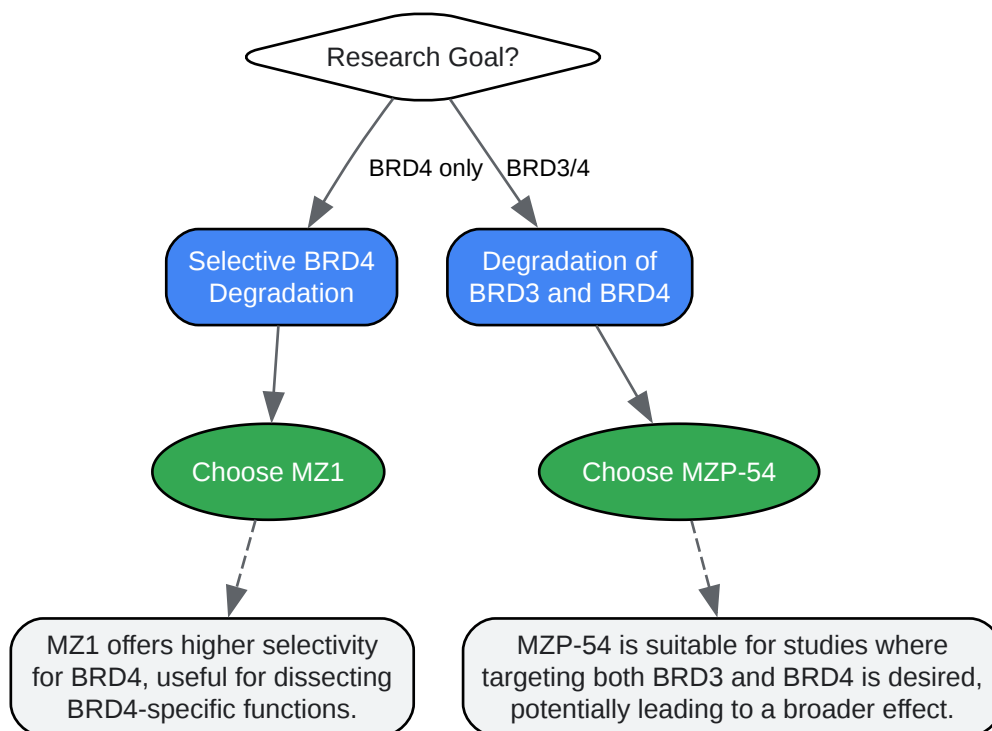 Research Goal?
BRD4 only
BRD3/4
Selective BRD4
Degradation
Degradation of
BRD3 and BRD4
Choose MZ1
Choose MZP-54
MZ1 offers higher selectivity
for BRD4, useful for dissecting
BRD4-specific functions.
MZP-54 is suitable for studies where
targeting both BRD3 and BRD4 is desired,
potentially leading to a broader effect.